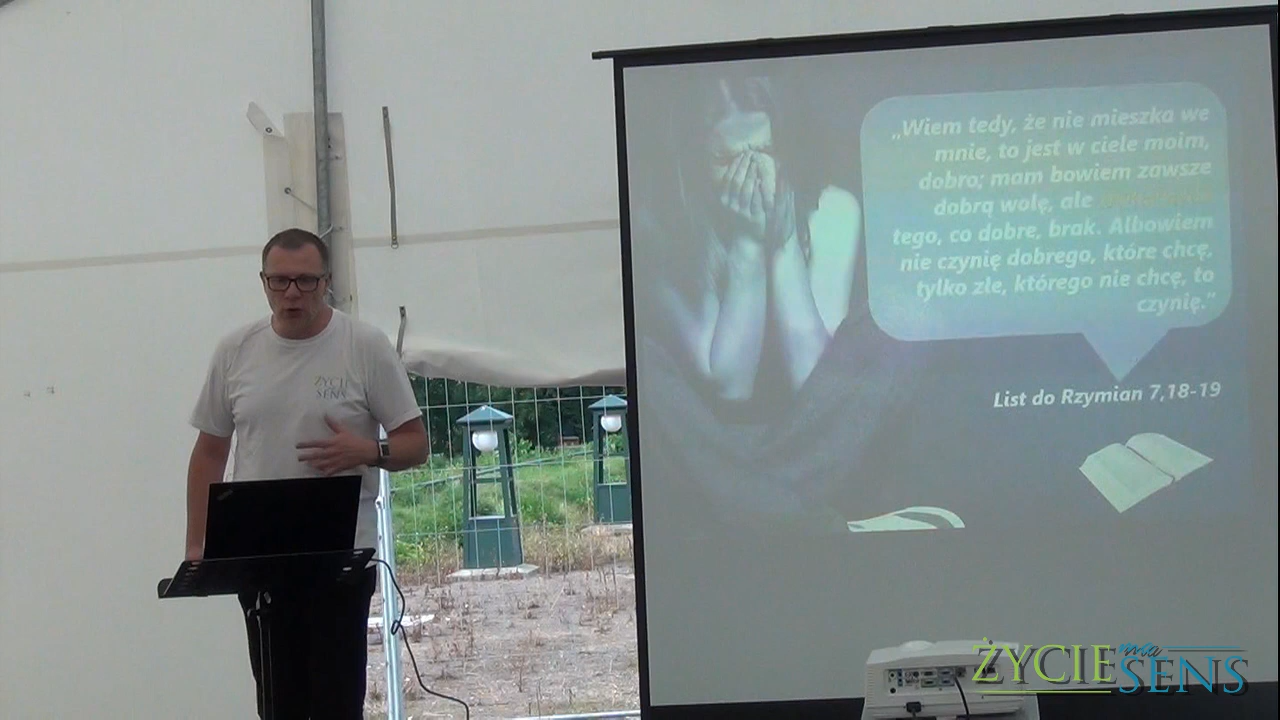 „Wiem tedy, że nie mieszka we
mnie, to jest w ciele moim,
dobro; mam bowiem zawsze
dobrą wolę, ale
tego, co dobre, brak. Albowiem
nie czynię dobrego, które chcę,
tylko złe, którego nie chcę, to
czynię."
List do Rzymian 7,18-19
ŻYCIE
SENS
ŻYCIE ma SENS